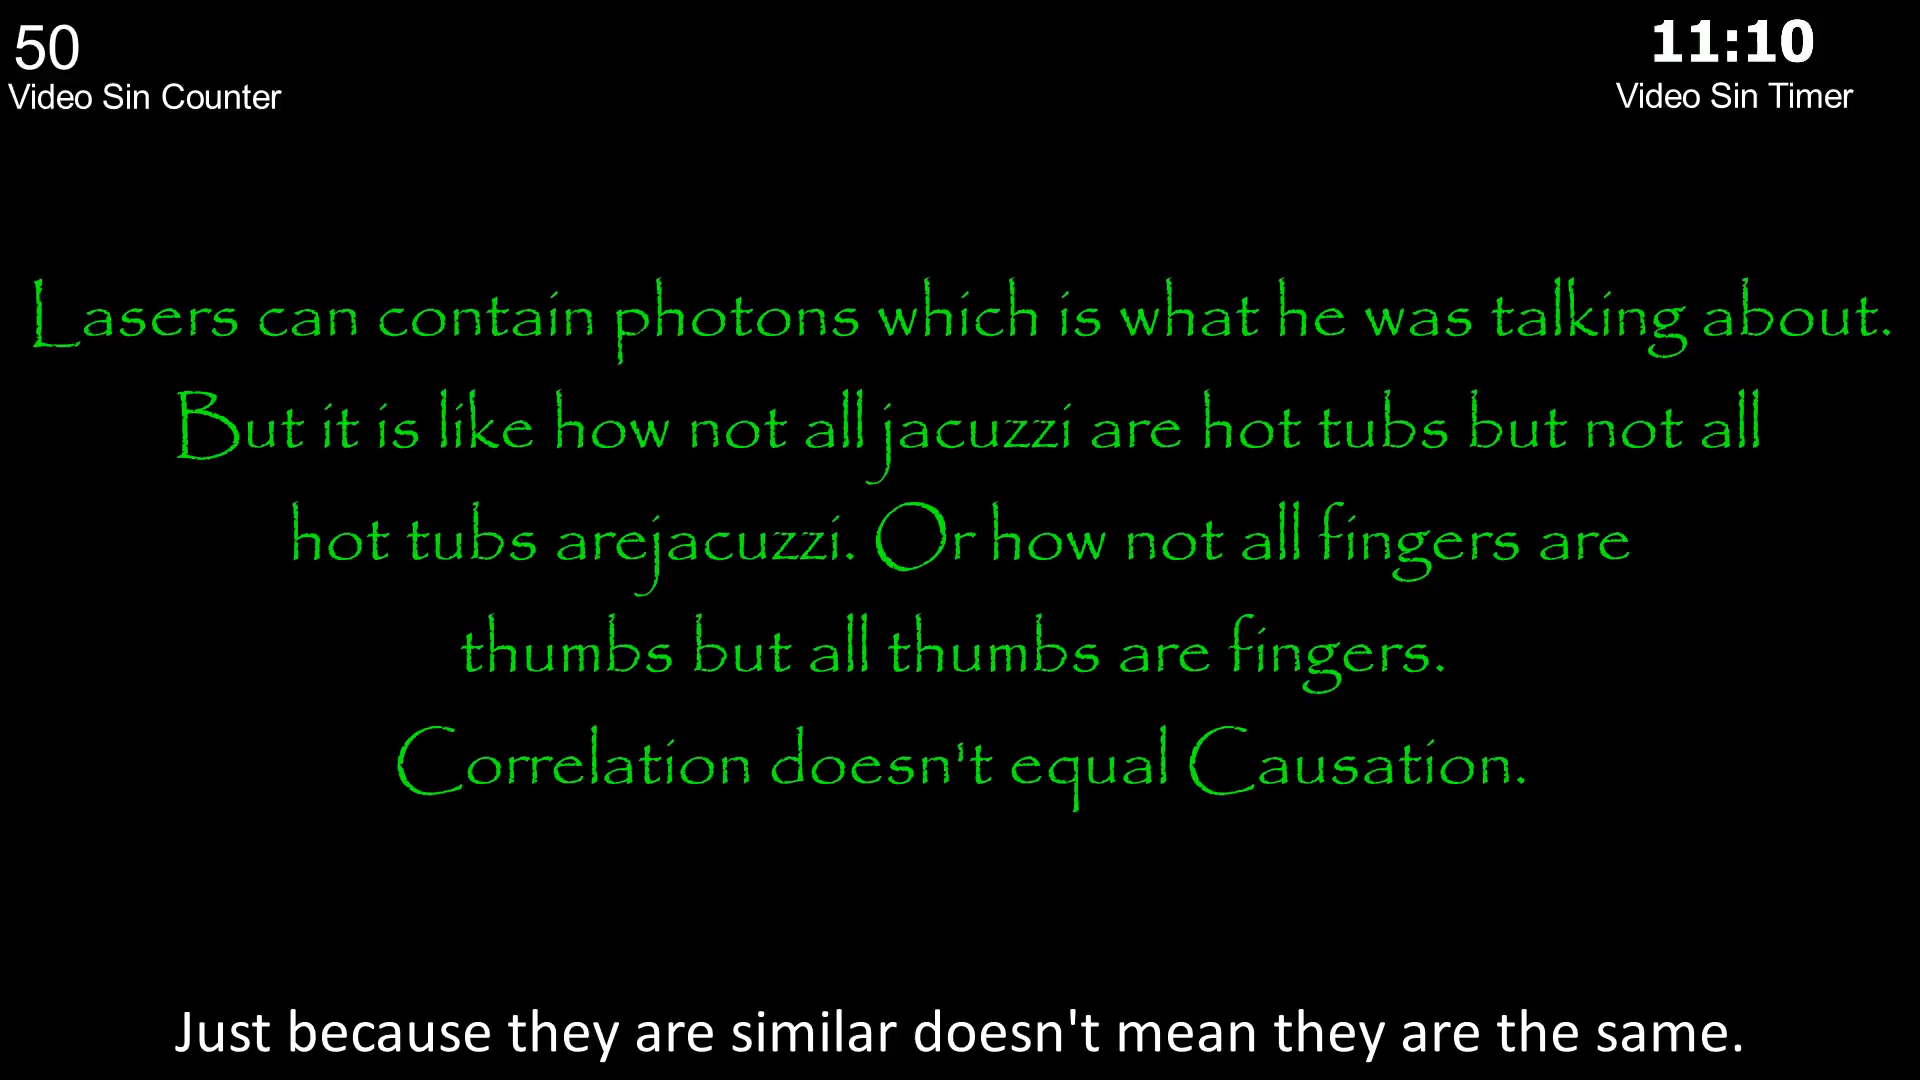 50
Video Sin Counter
11:10
Video Sin Timer
Lasers can contain photons which is what he was talking about.
But it is like how not all jacuzzi are hot tubs but not all
hot tubs arejacuzzi. Or how not all fingers are
thumbs but all thumbs are fingers.
Correlation doesn't equal Causation.
Just because they are similar doesn't mean they are the same.